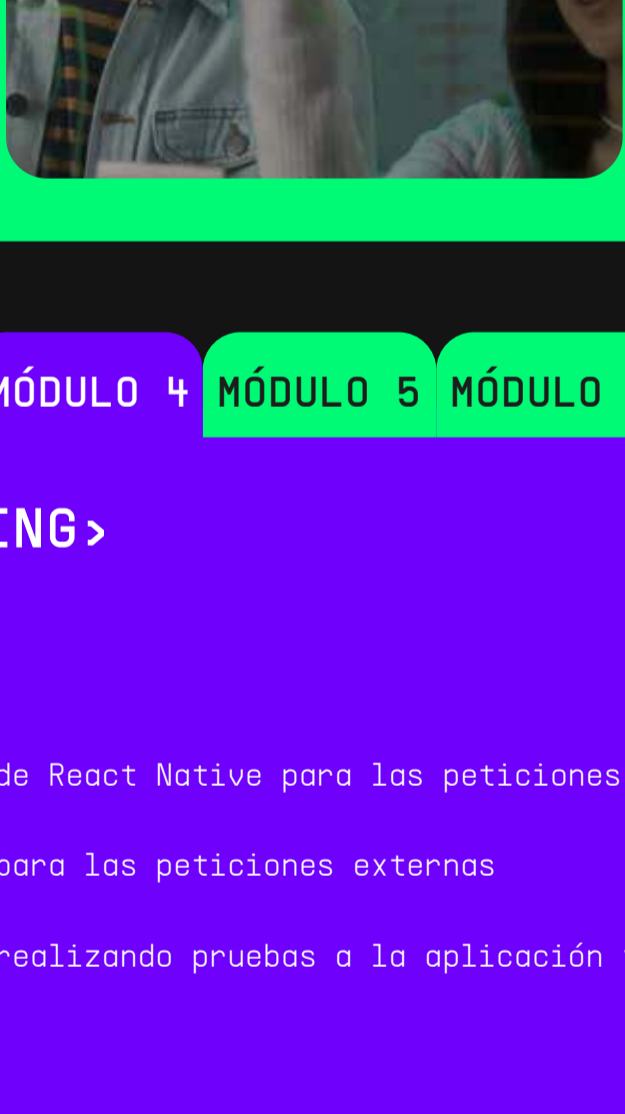 MÓDULO 4 MÓDULO 5 MÓDULO
ING>
de React Native para las peticiones
para las peticiones externas
realizando pruebas a la aplicación